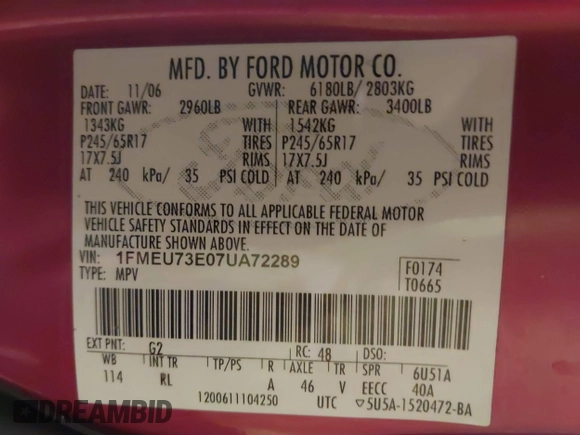 MFD. BY FORD MOTOR CO.
DATE: 11/06 GVWR: 6180LB/ 2803KG
FRONT GAWR: 2960LB REAR GAWR: 3400LB
1343KG WITH 1542KG WITH
P245/65R17 TIRES P245/65R17 TIRES
17X7.5J RIMS 17X7.5J RIMS
AT 240 kPa/ 35 PSI COLD AT 240 kPa/ 35 PSI COLD
THIS VEHICLE CONFORMS TO ALL APPLICABLE FEDERAL MOTOR
VEHICLE SAFETY STANDARDS IN EFFECT ON THE DATE OF
MANUFACTURE SHOWN ABOVE.
VIN: 1FMEU73E07UA72289
TYPE: MPV
F0174
T0665
EXT PNT: G2 RC: 48 DSO:
WB INT TR TP/PS R AXLE TR SPR 6U51A
114 RL A 46 V EECC 40A
1200611104250 UTC ▽5U5A-1520472-BA
DREAMBID